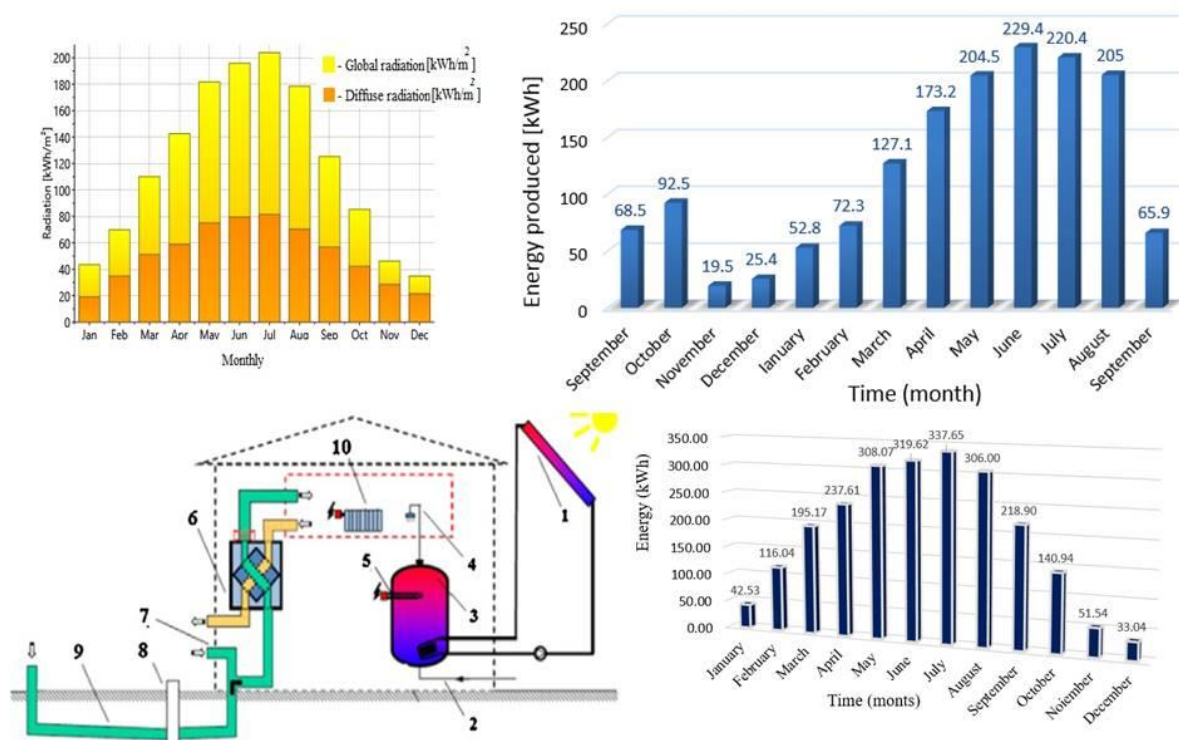 200
180
160
140
120
100
80
60
40
20
0
Radiation [kWh/m²]
- Global radiation [kWh/m²]
- Diffuse radiation [kWh/m²]
Jan Feb Mar Apr May Jun Jul Aug Sep Oct Nov Dec
Monthly
250
200
150
100
50
0
Energy produced [kWh]
68.5
92.5
19.5
25.4
52.8
72.3
127.1
173.2
204.5
229.4
220.4
205
65.9
September
October
November
December
Ianuary
February
March
April
May
June
July
August
September
Time (month)
10
1
6
5
4
3
7
.
8
9
2
350.00
300.00
250.00
200.00
150.00
100.00
50.00
0.00
Energy (kWh)
42.53
116.04
195.17
237.61
308.07
319.62
337.65
306.00
218.90
140.94
51.54
33.04
January
February
March
April
May
June
July
August
September
October
Noiember
December
Time (monts)